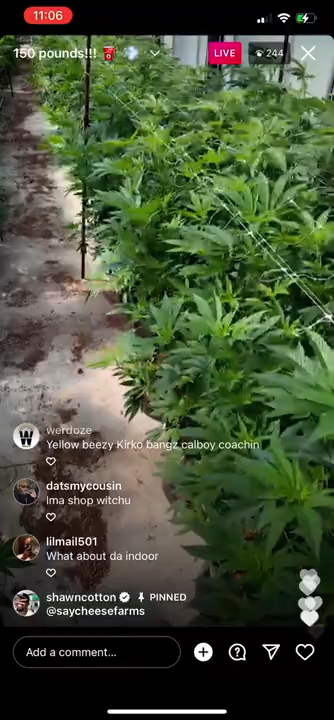 11:06
150 pounds!!!
LIVE
244
werdoze
Yellow beezy Kirko bangz calboy coachin
datsmycousin
Ima shop witchu
lilmail501
What about da indoor
shawncotton PINNED
@saycheesefarms
Add a comment...